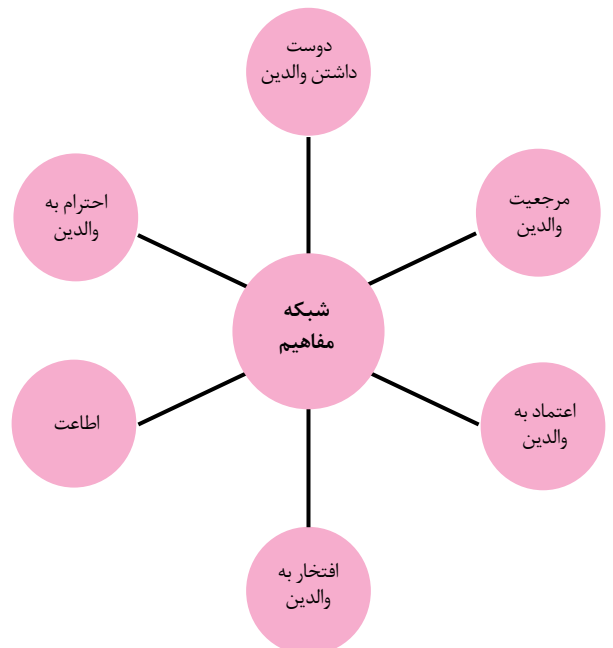 دوست
داشتن والدین
مرجعیت
والدین
احترام به
والدین
شبکه
مفاهیم
اعتماد به
والدین
اطاعت
افتخار به
والدین